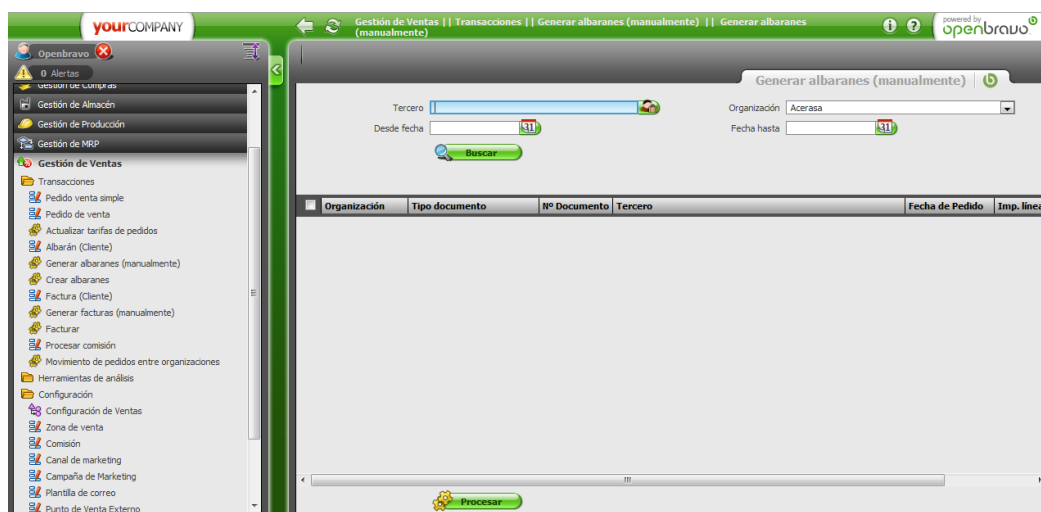 yourCOMPANY
Gestión de Ventas || Transacciones || Generar albaranes (manualmente) || Generar albaranes
(manualmente)
powered by
openbravo®
Openbravo
0 Alertas
Gestión de Compras
Gestión de Almacén
Gestión de Producción
Gestión de MRP
Gestión de Ventas
Transacciones
Pedido venta simple
Pedido de venta
Actualizar tarifas de pedidos
Albarán (Cliente)
Generar albaranes (manualmente)
Crear albaranes
Factura (Cliente)
Generar facturas (manualmente)
Facturar
Procesar comisión
Movimiento de pedidos entre organizaciones
Herramientas de análisis
Configuración
Configuración de Ventas
Zona de venta
Comisión
Canal de marketing
Campaña de Marketing
Plantilla de correo
Punto de Venta Externo
Generar albaranes (manualmente)
Tercero
Organización Acerasa
Desde fecha 31
Fecha hasta 31
Buscar
Organización Tipo documento Nº Documento Tercero Fecha de Pedido Imp. línea
Procesar